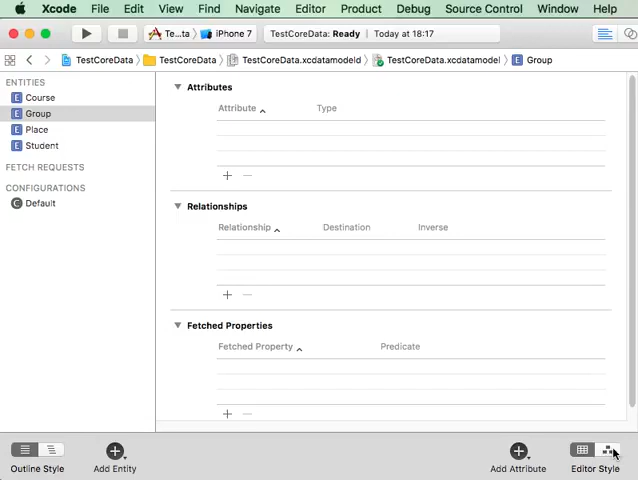 Xcode File Edit View Find Navigate Editor Product Debug Source Control Window Help
Te...ta iPhone 7 TestCoreData: Ready Today at 18:17
TestCoreData TestCoreData TestCoreData.xcdatamodeld TestCoreData.xcdatamodel E Group
ENTITIES
E Course
E Group
E Place
E Student
FETCH REQUESTS
CONFIGURATIONS
C Default
Attributes
Attribute Type
Relationships
Relationship Destination Inverse
Fetched Properties
Fetched Property Predicate
Outline Style Add Entity Add Attribute Editor Style